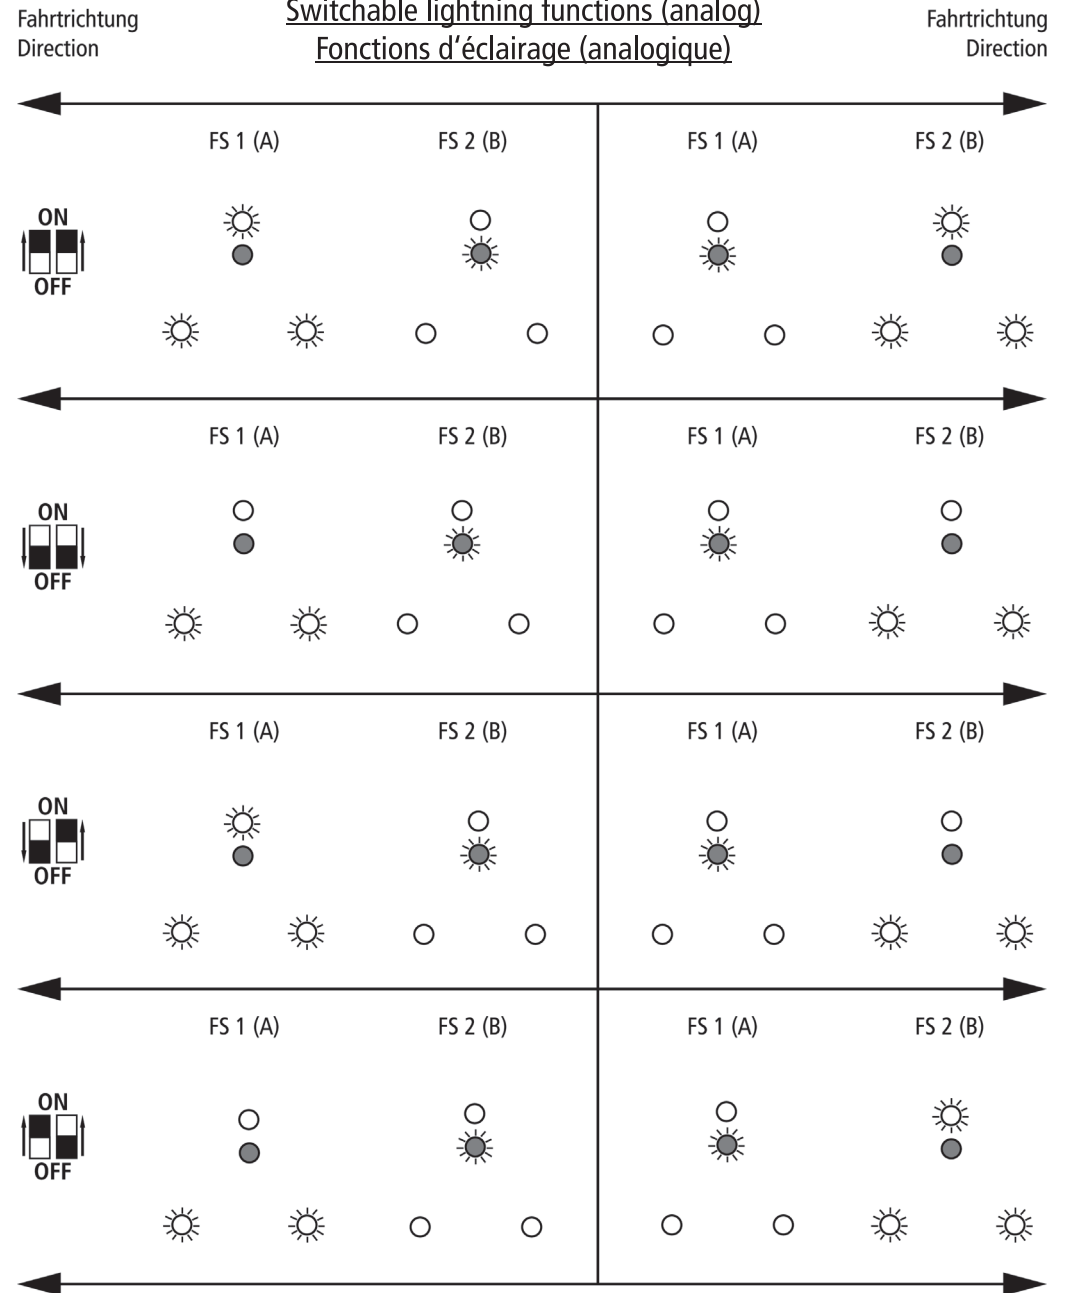 Fahrtrichtung
Direction
Switchable lightning functions (analog)
Fonctions d‘éclairage (analogique)
Fahrtrichtung
Direction
FS 1 (A)
FS 2 (B)
FS 1 (A)
FS 2 (B)
ON
OFF
FS 1 (A)
FS 2 (B)
FS 1 (A)
FS 2 (B)
ON
OFF
FS 1 (A)
FS 2 (B)
FS 1 (A)
FS 2 (B)
ON
OFF
FS 1 (A)
FS 2 (B)
FS 1 (A)
FS 2 (B)
ON
OFF